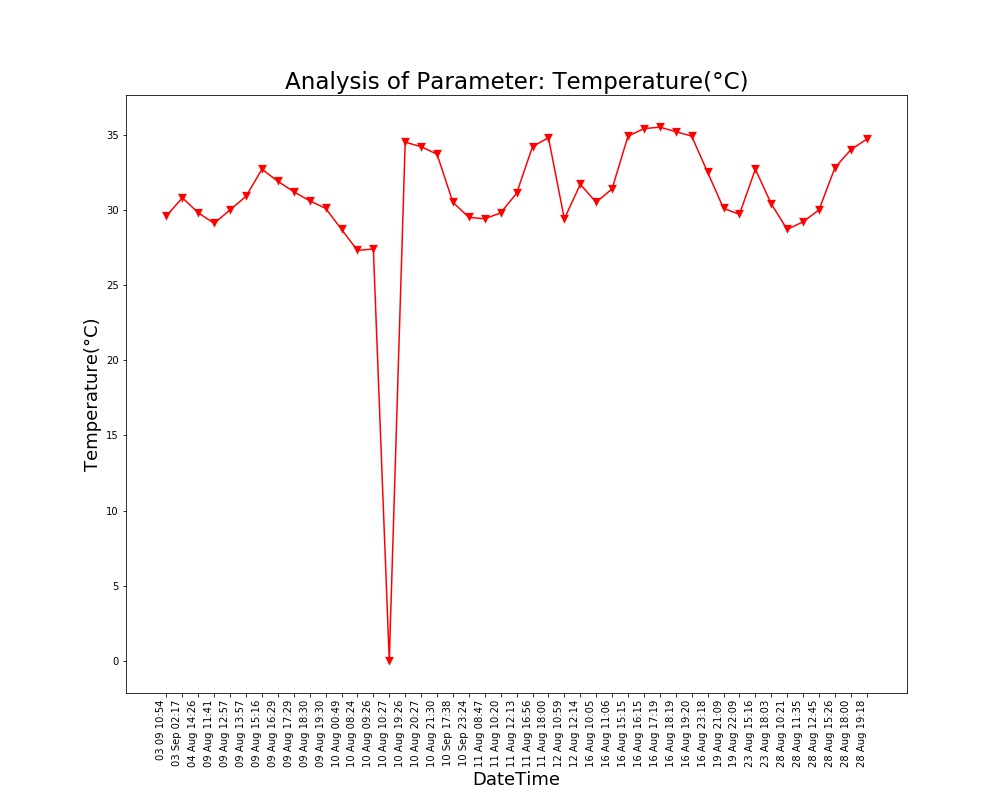 Analysis of Parameter: Temperature(°C)
Temperature(°C)
35
30
25
20
15
10
5
0
03 09 10:54
03 Sep 02:17
04 Aug 14:26
09 Aug 11:41
09 Aug 12:57
09 Aug 13:57
09 Aug 15:16
09 Aug 16:29
09 Aug 17:29
09 Aug 18:30
09 Aug 19:30
10 Aug 00:49
10 Aug 08:24
10 Aug 09:26
10 Aug 10:27
10 Aug 19:26
10 Aug 20:27
10 Aug 21:30
10 Sep 17:38
10 Sep 23:24
11 Aug 08:47
11 Aug 10:20
11 Aug 12:13
11 Aug 16:56
11 Aug 18:00
12 Aug 10:59
12 Aug 12:14
16 Aug 10:05
16 Aug 11:06
16 Aug 15:15
16 Aug 16:15
16 Aug 17:19
16 Aug 18:19
16 Aug 19:20
16 Aug 23:18
19 Aug 21:09
19 Aug 22:09
23 Aug 15:16
23 Aug 18:03
28 Aug 10:21
28 Aug 11:35
28 Aug 12:45
28 Aug 15:26
28 Aug 18:00
28 Aug 19:18
DateTime